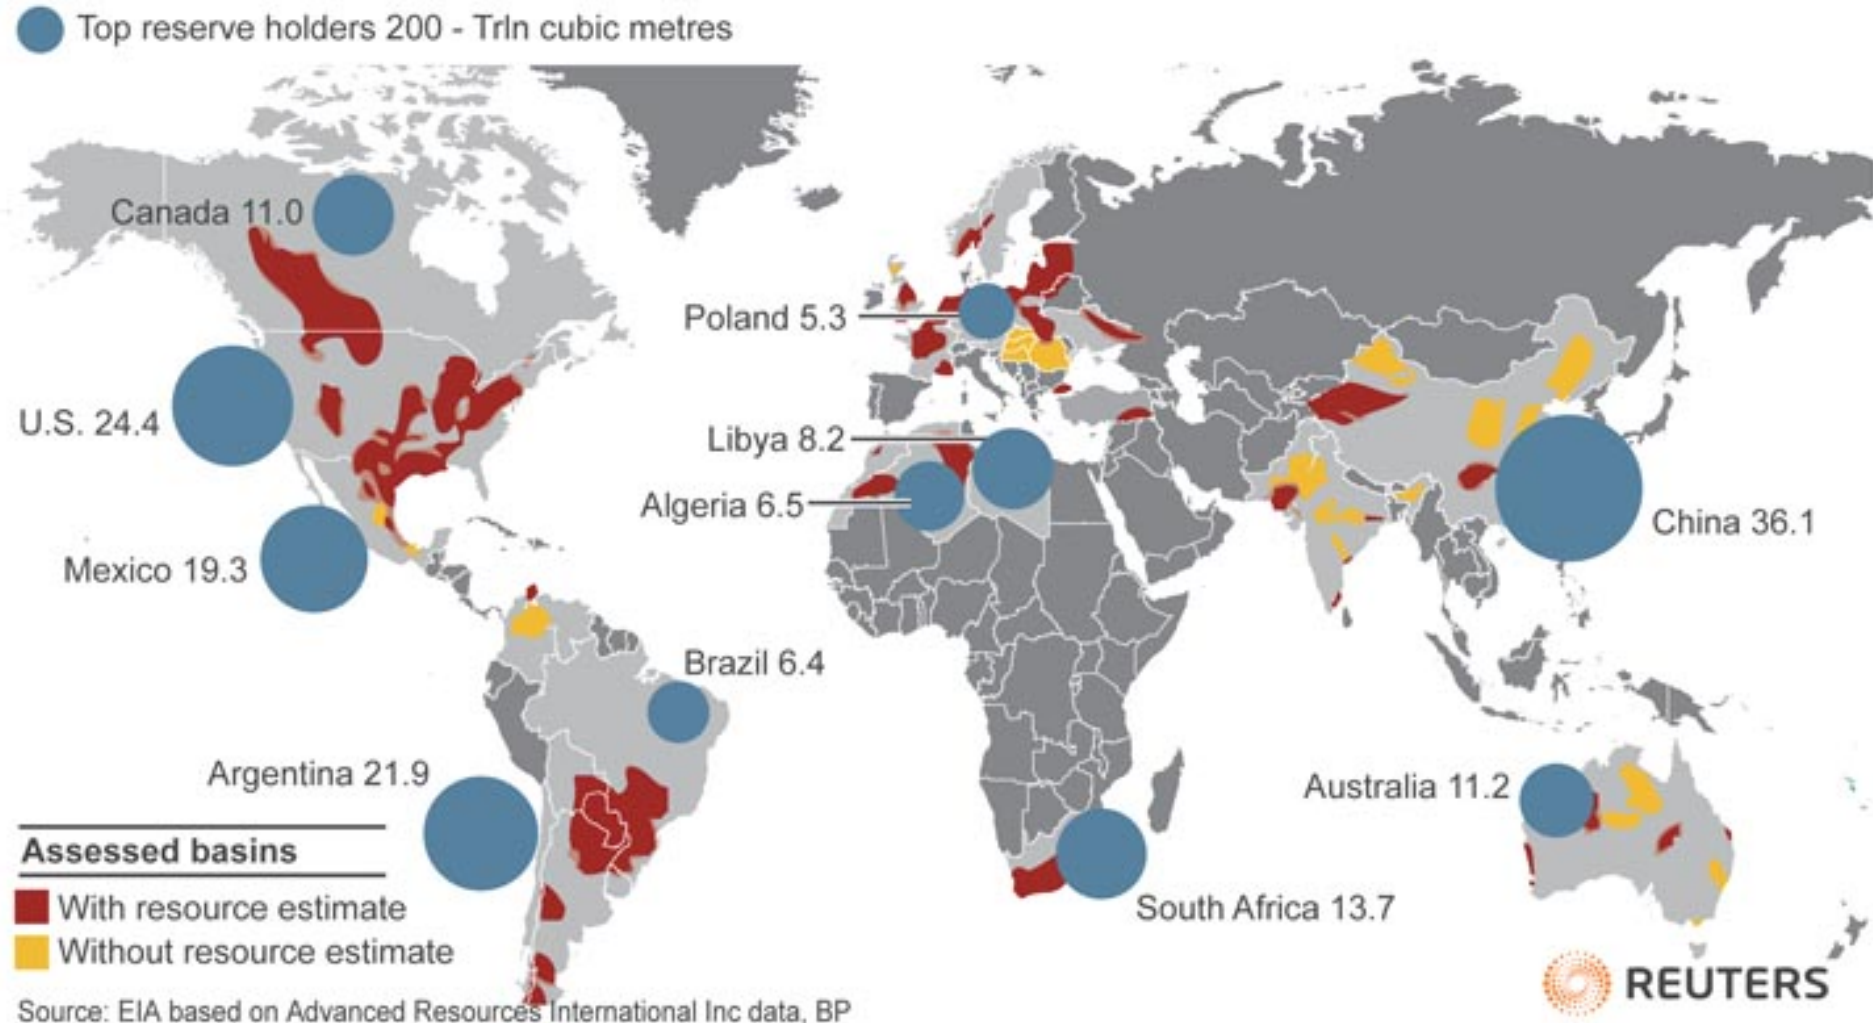 Top reserve holders 200 - Trln cubic metres
Canada 11.0
Poland 5.3
U.S. 24.4
Libya 8.2
Algeria 6.5
China 36.1
Mexico 19.3
Brazil 6.4
Argentina 21.9
Australia 11.2
South Africa 13.7
Assessed basins
With resource estimate
Without resource estimate
REUTERS
Source: EIA based on Advanced Resources International Inc data, BP